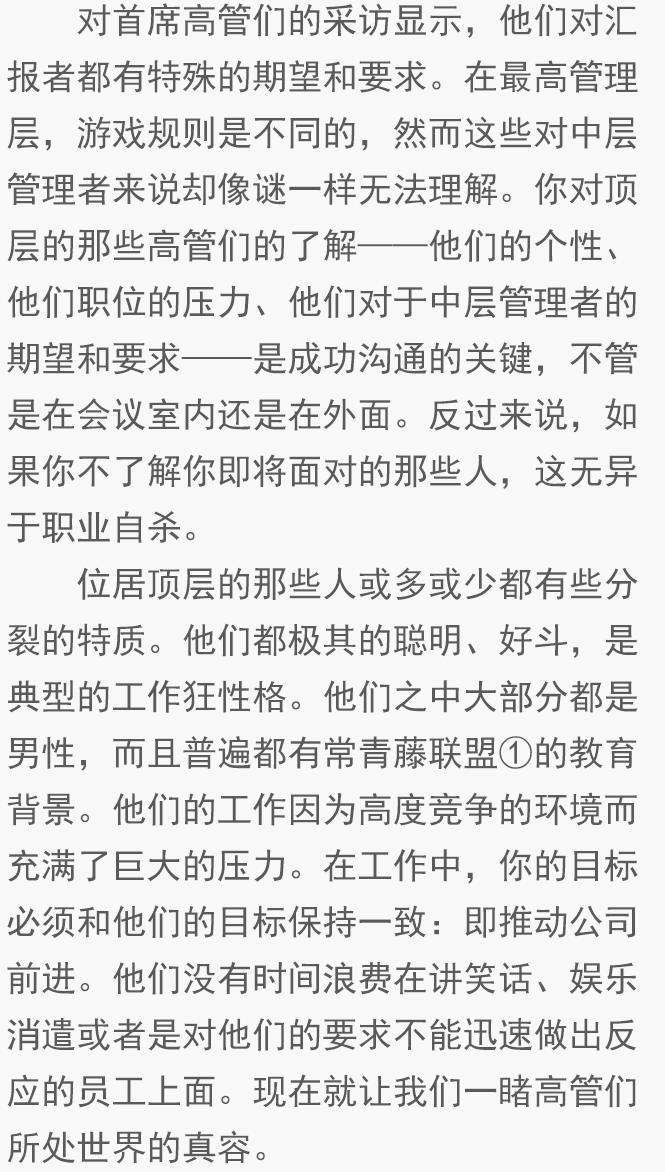 对首席高管们的采访显示，他们对汇
报者都有特殊的期望和要求。在最高管理
层，游戏规则是不同的，然而这些对中层
管理者来说却像谜一样无法理解。你对顶
层的那些高管们的了解——他们的个性、
他们职位的压力、他们对于中层管理者的
期望和要求——是成功沟通的关键，不管
是在会议室内还是在外面。反过来说，如
果你不了解你即将面对的那些人，这无异
于职业自杀。
位居顶层的那些人或多或少都有些分
裂的特质。他们都极其的聪明、好斗，是
典型的工作狂性格。他们之中大部分都是
男性，而且普遍都有常青藤联盟①的教育
背景。他们的工作因为高度竞争的环境而
充满了巨大的压力。在工作中，你的目标
必须和他们的目标保持一致：即推动公司
前进。他们没有时间浪费在讲笑话、娱乐
消遣或者是对他们的要求不能迅速做出反
应的员工上面。现在就让我们一睹高管们
所处世界的真容。